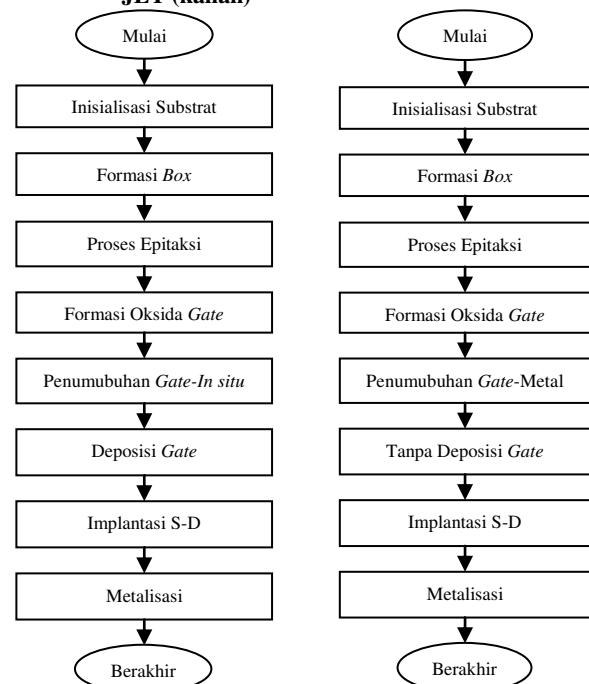 JLT (kanan)
Mulai
Inisialisasi Substrat
Formasi Box
Proses Epitaksi
Formasi Oksida Gate
Penumubuhan Gate-In situ
Deposisi Gate
Implantasi S-D
Metalisasi
Berakhir
Mulai
Inisialisasi Substrat
Formasi Box
Proses Epitaksi
Formasi Oksida Gate
Penumubuhan Gate-Metal
Tanpa Deposisi Gate
Implantasi S-D
Metalisasi
Berakhir